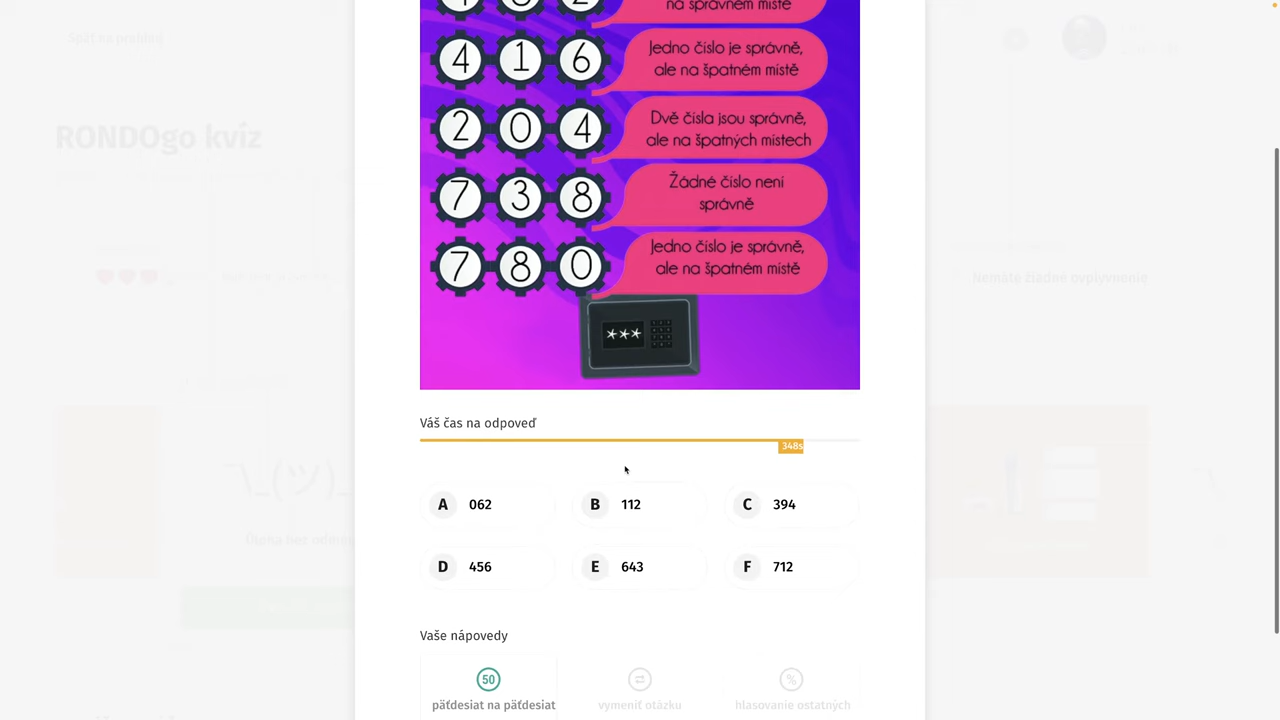 Späť na prehľad
RONDOgo kvíz
na správném místě
4 1 6
Jedno číslo je správně,
ale na špatném místě
2 0 4
Dvě čísla jsou správně,
ale na špatných místech
7 3 8
Žádné číslo není
správně
7 8 0
Jedno číslo je správně,
ale na špatném místě
***
Nemáte žiadne ovplyvnenie
Váš čas na odpoveď
348s
A 062
B 112
C 394
D 456
E 643
F 712
Vaše nápovedy
50
%
päťdesiat na päťdesiat
vymeniť otázku
hlasovanie ostatných